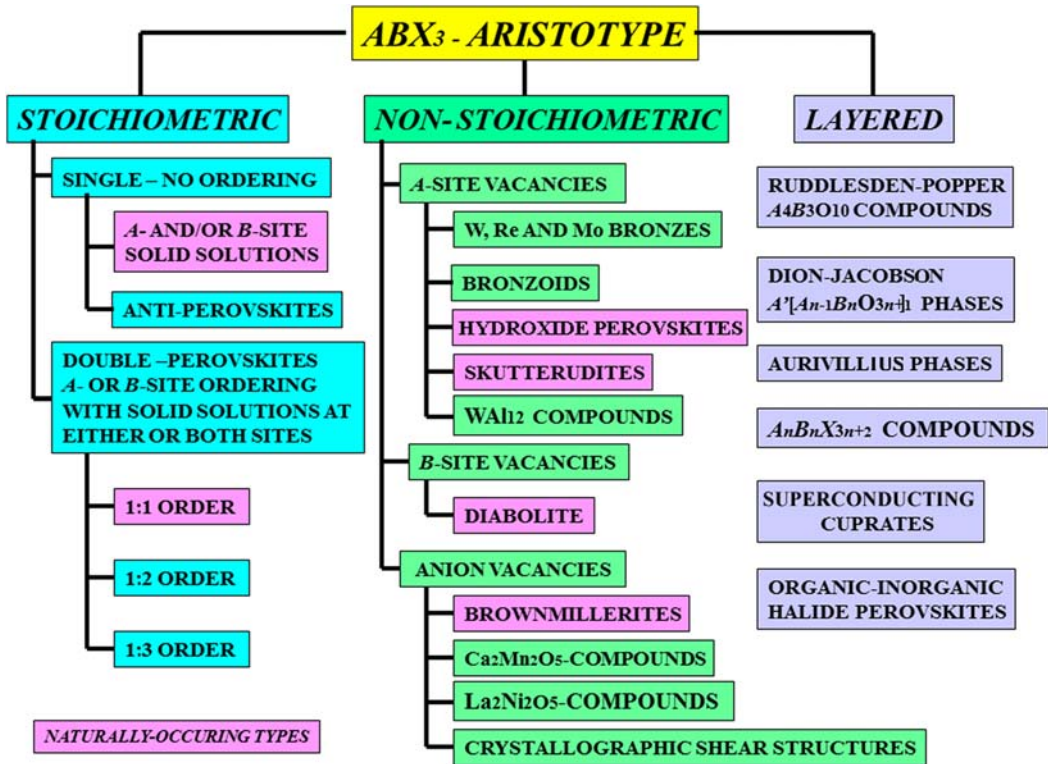 ABX3 - ARISTOTYPE
STOICHIOMETRIC
SINGLE – NO ORDERING
A- AND/OR B-SITE
SOLID SOLUTIONS
ANTI-PEROVSKITES
DOUBLE –PEROVSKITES
A- OR B-SITE ORDERING
WITH SOLID SOLUTIONS AT
EITHER OR BOTH SITES
1:1 ORDER
1:2 ORDER
1:3 ORDER
NATURALLY-OCCURING TYPES
NON- STOICHIOMETRIC
A-SITE VACANCIES
W, Re AND Mo BRONZES
BRONZOIDS
HYDROXIDE PEROVSKITES
SKUTTERUDITES
WAl12 COMPOUNDS
B-SITE VACANCIES
DIABOLITE
ANION VACANCIES
BROWNMILLERITES
Ca2Mn2O5-COMPOUNDS
La2Ni2O5-COMPOUNDS
CRYSTALLOGRAPHIC SHEAR STRUCTURES
LAYERED
RUDDLESDEN-POPPER
A4B3O10 COMPOUNDS
DION-JACOBSON
A’[An-1BnO3n+]1 PHASES
AURIVILLIUS PHASES
AnBnX3n+2 COMPOUNDS
SUPERCONDUCTING
CUPRATES
ORGANIC-INORGANIC
HALIDE PEROVSKITES